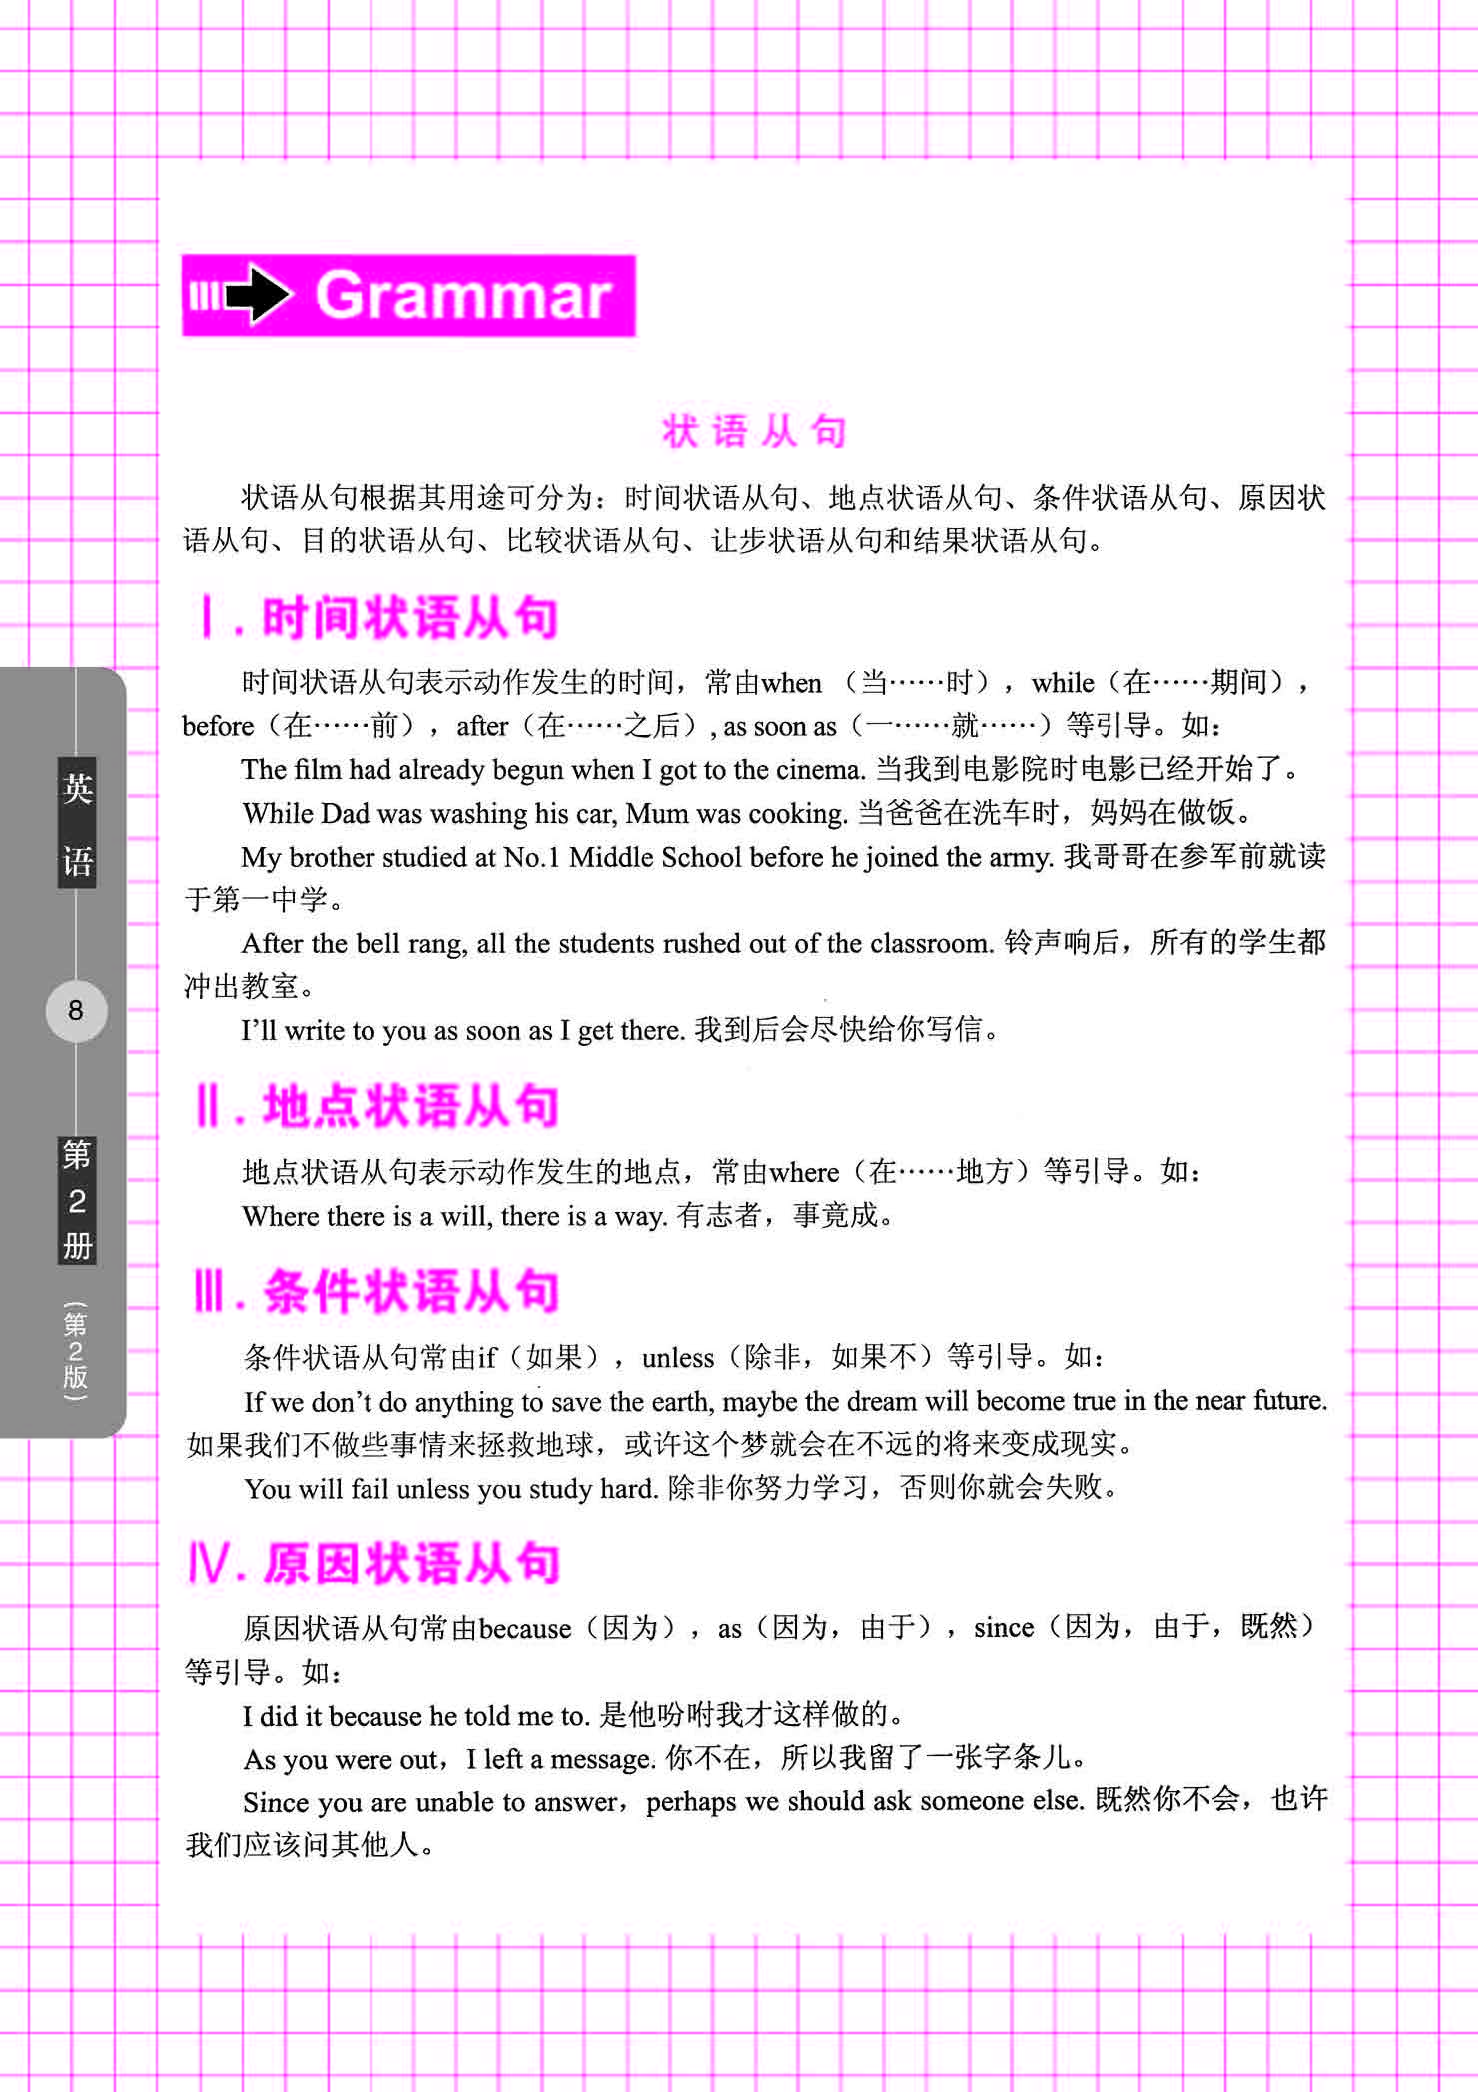 Grammar
状语从句
状语从句根据其用途可分为：时间状语从句、地点状语从句、条件状语从句、原因状
语从句、目的状语从句、比较状语从句、让步状语从句和结果状语从句。
Ⅰ. 时间状语从句
时间状语从句表示动作发生的时间，常由when （当……时），while（在……期间），
before（在……前），after（在……之后）, as soon as（一……就……）等引导。如：
The film had already begun when I got to the cinema. 当我到电影院时电影已经开始了。
While Dad was washing his car, Mum was cooking. 当爸爸在洗车时，妈妈在做饭。
My brother studied at No.1 Middle School before he joined the army. 我哥哥在参军前就读
于第一中学。
After the bell rang, all the students rushed out of the classroom. 铃声响后，所有的学生都
冲出教室。
I’ll write to you as soon as I get there. 我到后会尽快给你写信。
Ⅱ. 地点状语从句
地点状语从句表示动作发生的地点，常由where（在……地方）等引导。如：
Where there is a will, there is a way. 有志者，事竟成。
Ⅲ. 条件状语从句
条件状语从句常由if（如果），unless（除非，如果不）等引导。如：
If we don’t do anything to save the earth, maybe the dream will become true in the near future.
如果我们不做些事情来拯救地球，或许这个梦就会在不远的将来变成现实。
You will fail unless you study hard. 除非你努力学习，否则你就会失败。
Ⅳ. 原因状语从句
原因状语从句常由because（因为），as（因为，由于），since（因为，由于，既然）
等引导。如：
I did it because he told me to. 是他吩咐我才这样做的。
As you were out，I left a message. 你不在，所以我留了一张字条儿。
Since you are unable to answer，perhaps we should ask someone else. 既然你不会，也许
我们应该问其他人。
英语
8
第2册
（第2版）